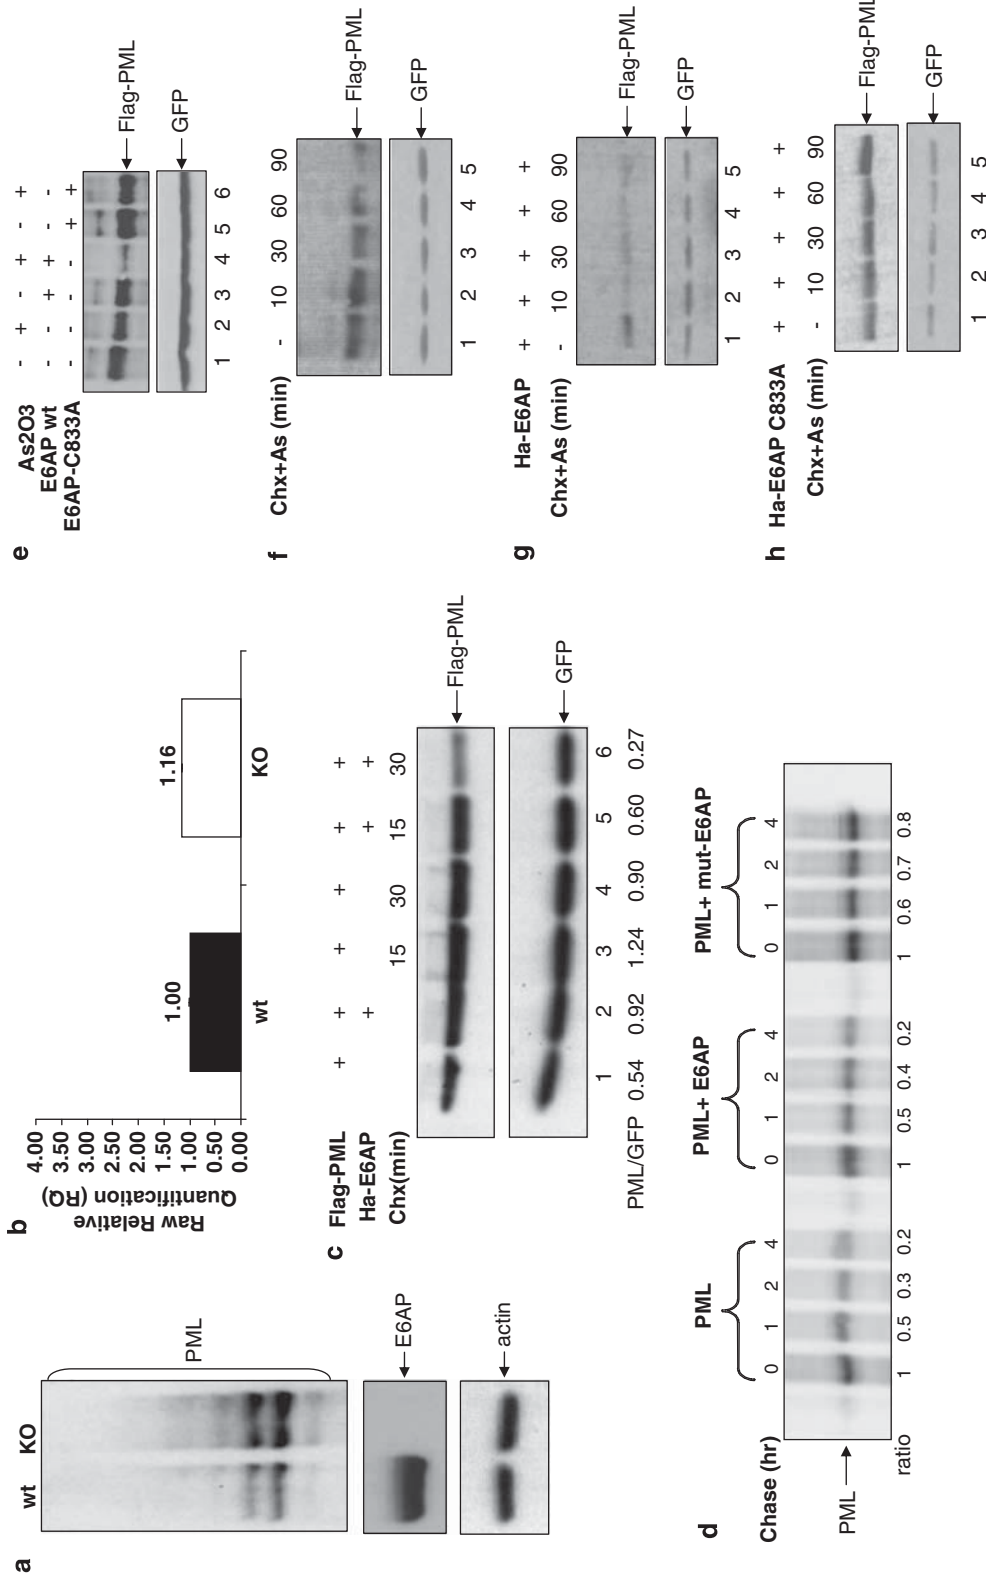 a
wt KO
PML
E6AP
actin
b
Raw Relative
Quantification (RQ)
4.00
3.50
3.00
2.50
2.00
1.50
1.00
0.50
0.00
1.00
1.16
wt KO
c
Flag-PML + + + + + +
Ha-E6AP + + +
Chx(min) 15 30 15 30
Flag-PML
GFP
1 2 3 4 5 6
PML/GFP 0.54 0.92 1.24 0.90 0.60 0.27
d
PML PML+ E6AP PML+ mut-E6AP
Chase (hr) 0 1 2 4 0 1 2 4 0 1 2 4
PML
ratio 1 0.5 0.3 0.2 1 0.5 0.4 0.2 1 0.6 0.7 0.8
e
As2O3 - + - + - +
E6AP wt - - + + - -
E6AP-C833A - - - - + +
Flag-PML
GFP
1 2 3 4 5 6
f
Chx+As (min) - 10 30 60 90
Flag-PML
GFP
1 2 3 4 5
g
Ha-E6AP + + + + +
Chx+As (min) - 10 30 60 90
Flag-PML
GFP
1 2 3 4 5
h
Ha-E6AP C833A + + + + +
Chx+As (min) - 10 30 60 90
Flag-PML
GFP
1 2 3 4 5